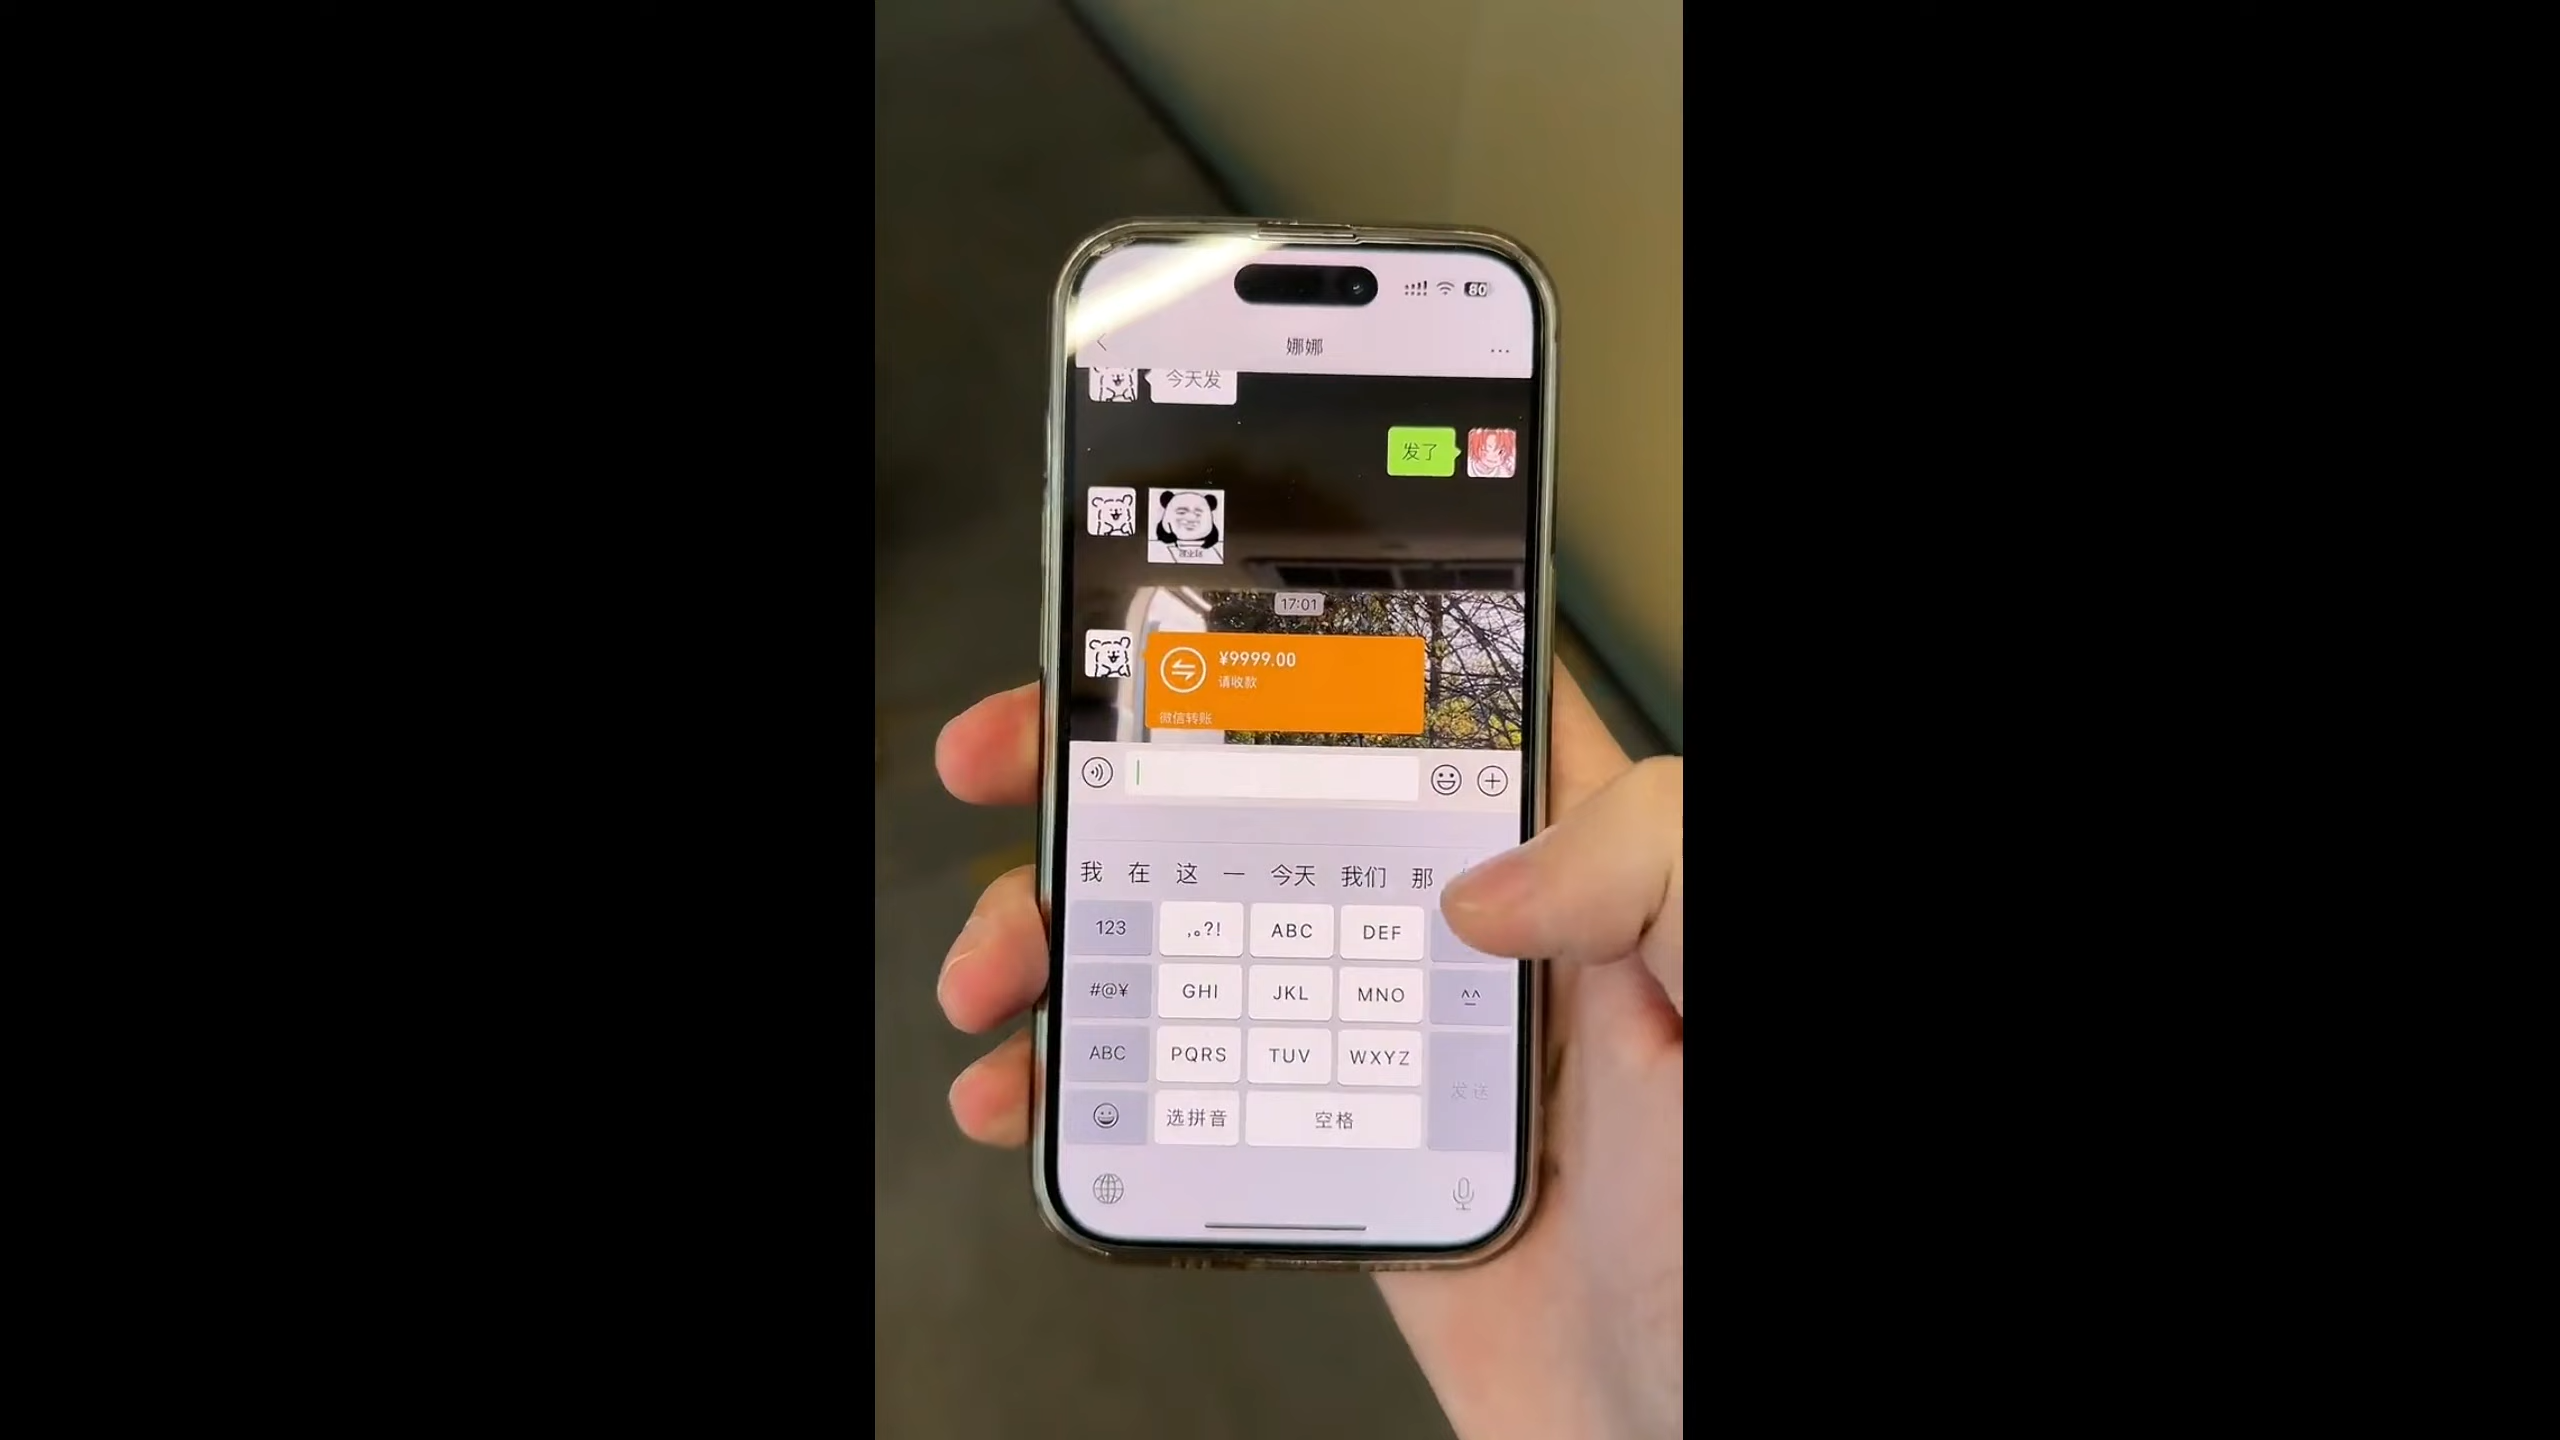 80
娜娜
今天发
发了
17:01
¥9999.00
请收款
微信转账
我 在 这 一 今天 我们 那
123 ,。?! ABC DEF
#@¥ GHI JKL MNO ^^
ABC PQRS TUV WXYZ
发送
选拼音 空格